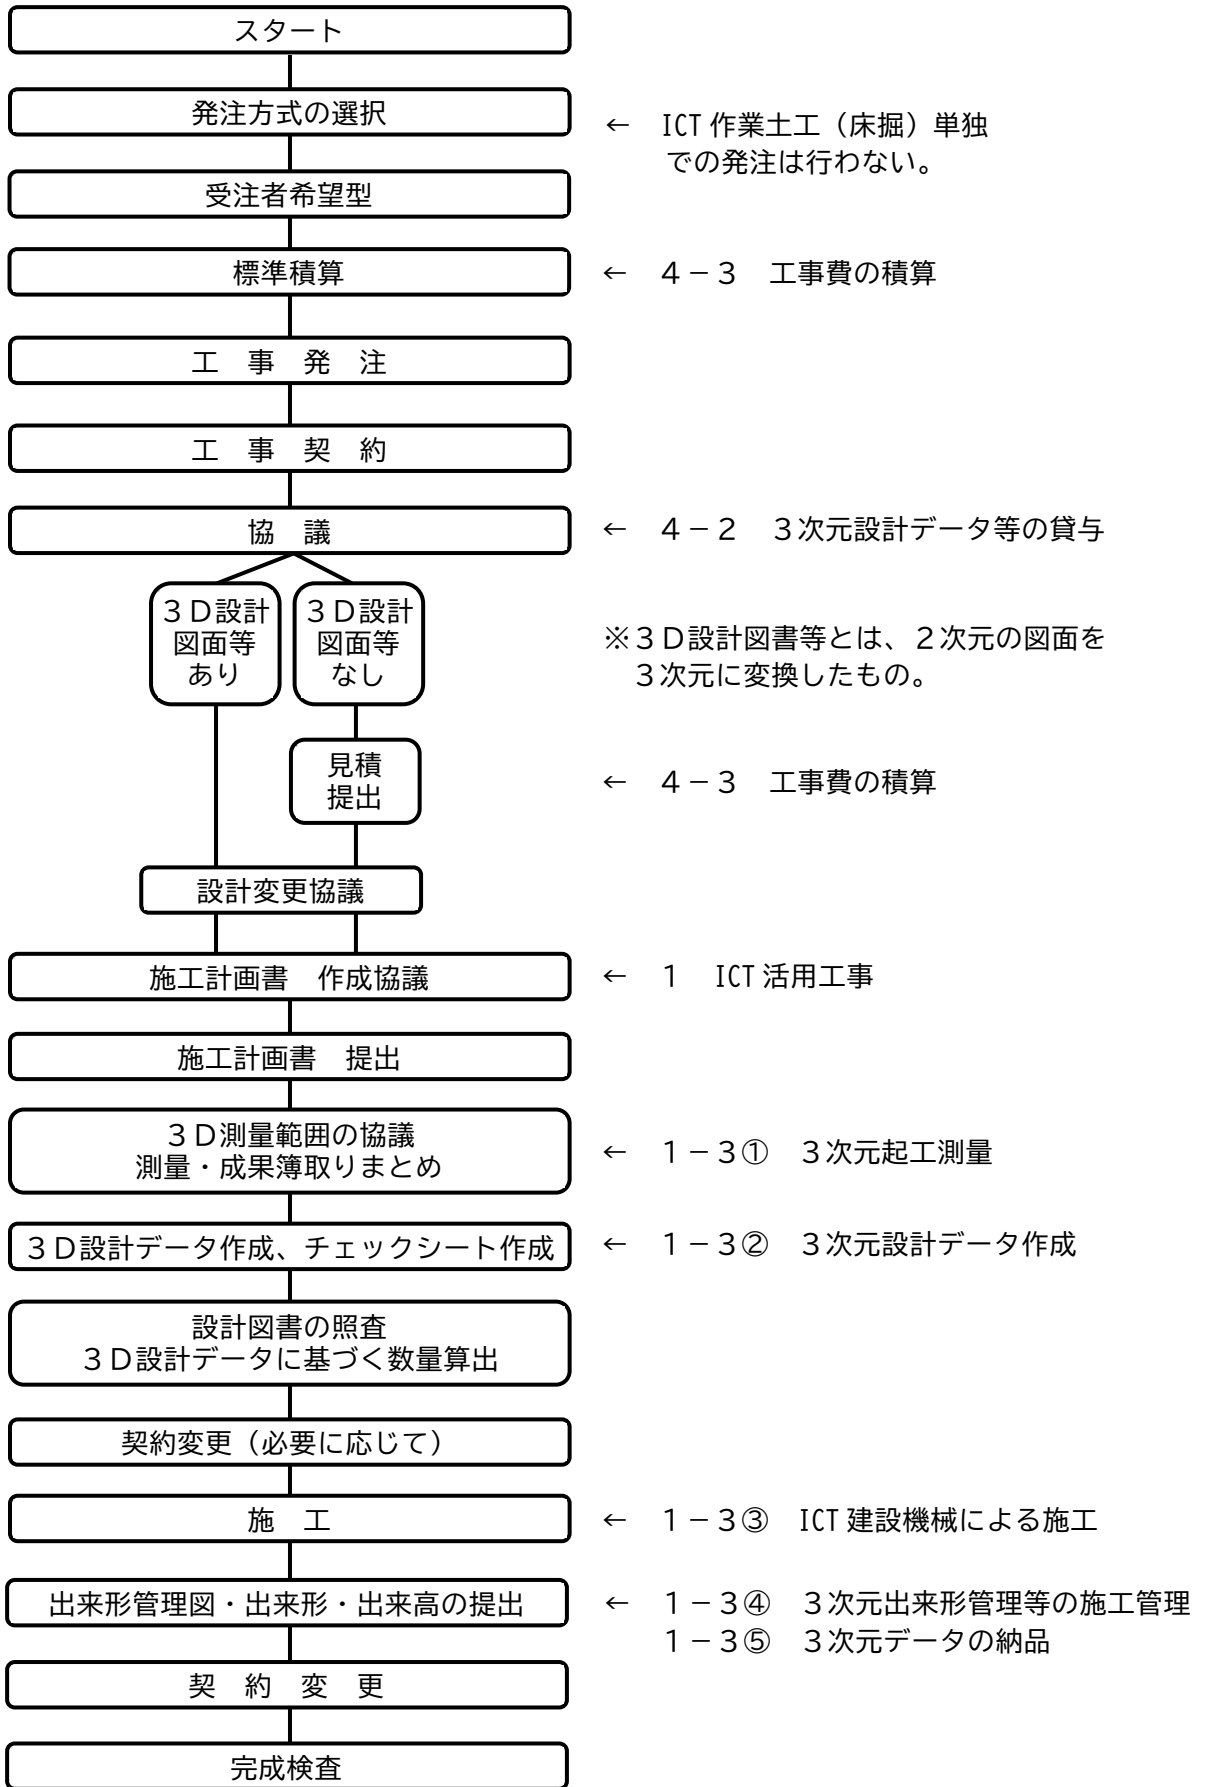 スタート
発注方式の選択
← ICT作業土工（床掘）単独
での発注は行わない。
受注者希望型
標準積算
← ４－３　工事費の積算
工　事　発　注
工　事　契　約
協　議
← ４－２　３次元設計データ等の貸与
３Ｄ設計
図面等
あり
３Ｄ設計
図面等
なし
※３Ｄ設計図書等とは、２次元の図面を
３次元に変換したもの。
見積
提出
← ４－３　工事費の積算
設計変更協議
施工計画書　作成協議
← １　ICT活用工事
施工計画書　提出
３Ｄ測量範囲の協議
測量・成果簿取りまとめ
← １－３①　３次元起工測量
３Ｄ設計データ作成、チェックシート作成
← １－３②　３次元設計データ作成
設計図書の照査
３Ｄ設計データに基づく数量算出
契約変更（必要に応じて）
施　工
← １－３③　ICT建設機械による施工
出来形管理図・出来形・出来高の提出
← １－３④　３次元出来形管理等の施工管理
１－３⑤　３次元データの納品
契　約　変　更
完成検査